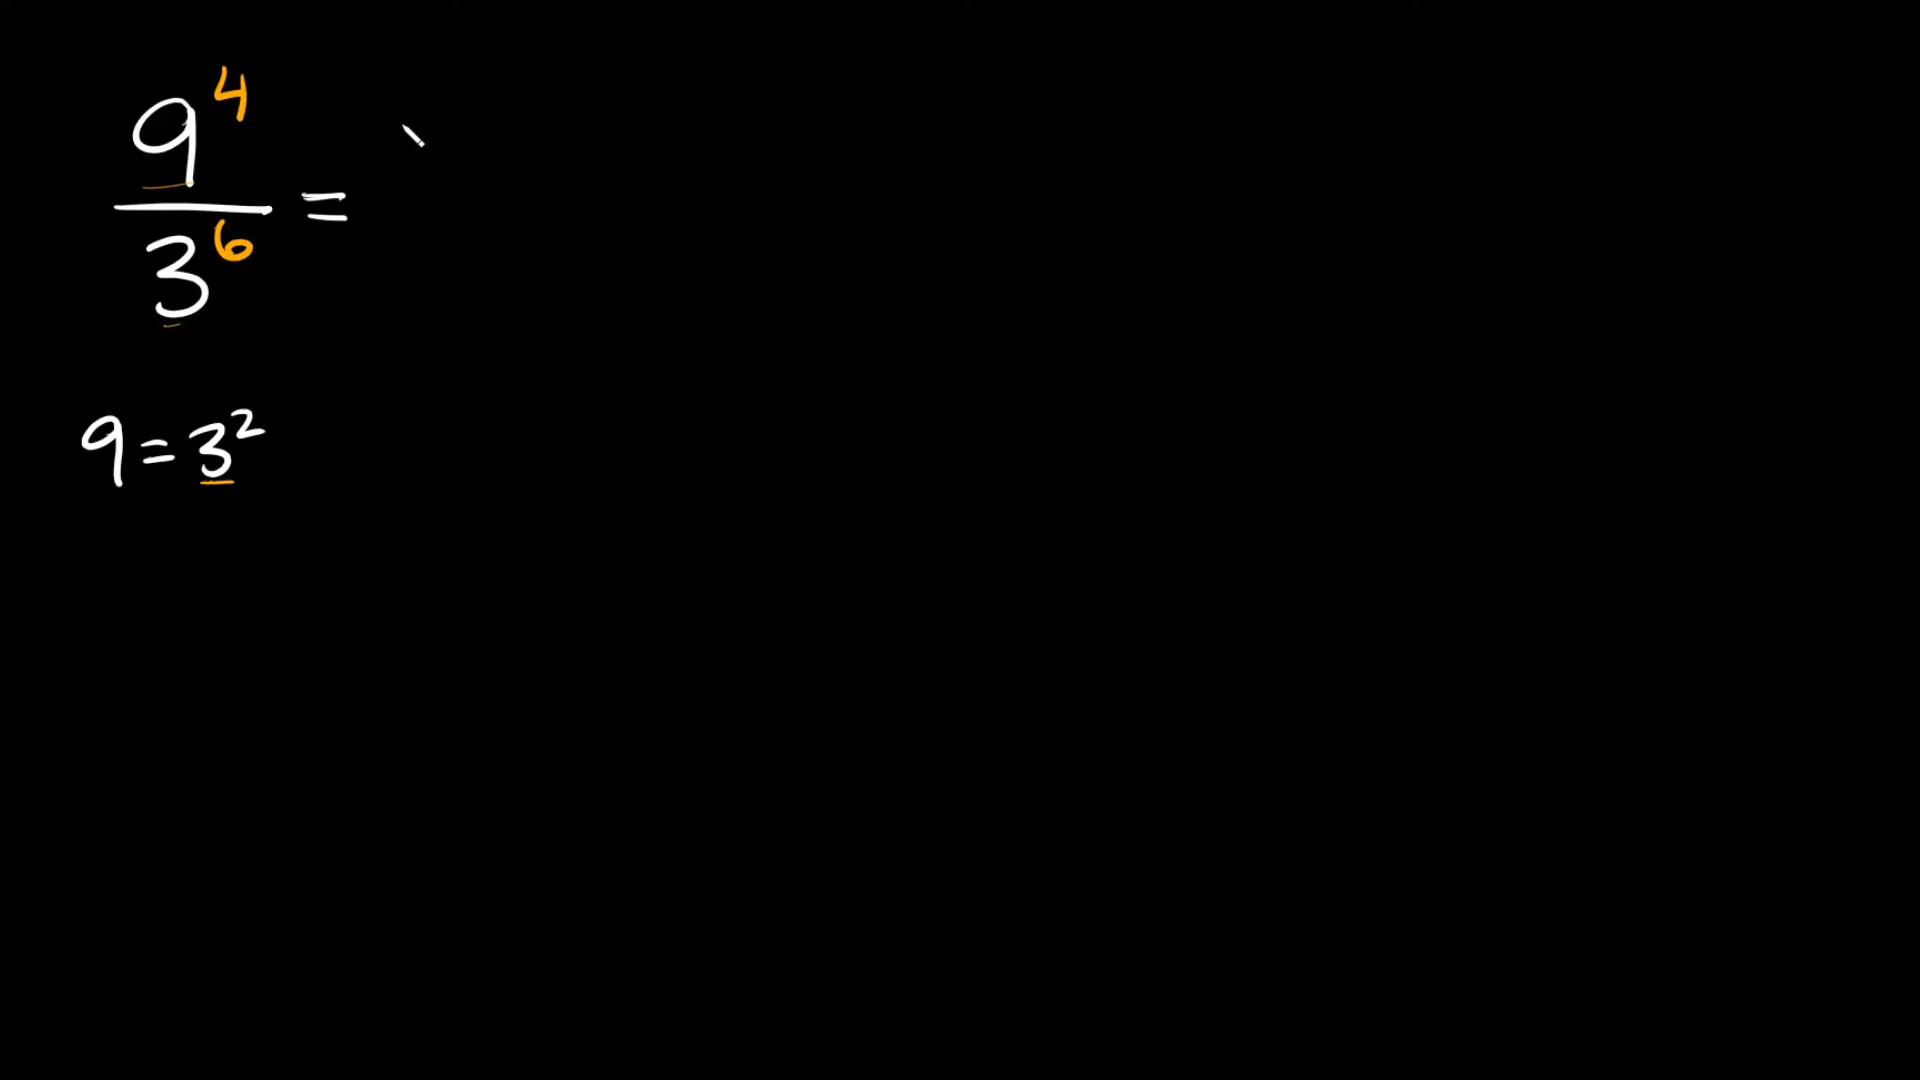 9⁴
3⁶ =
9 = 3²